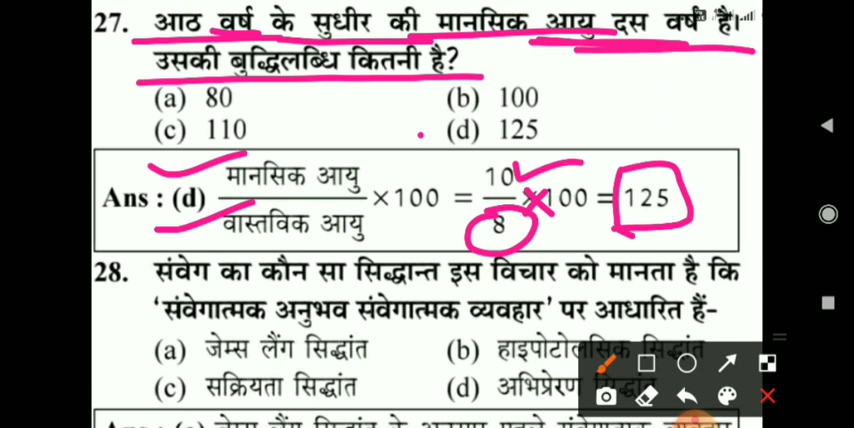 27. आठ वर्ष के सुधीर की मानसिक आयु दस वर्ष है।
उसकी बुद्धिलब्धि कितनी है?
(a) 80 (b) 100
(c) 110 (d) 125
Ans : (d) मानसिक आयु / वास्तविक आयु ×100 = 10 / 8 ×100 = 125
28. संवेग का कौन सा सिद्धान्त इस विचार को मानता है कि
'संवेगात्मक अनुभव संवेगात्मक व्यवहार' पर आधारित हैं-
(a) जेम्स लैंग सिद्धांत (b) हाइपोटोलसिक सिद्धांत
(c) सक्रियता सिद्धांत (d) अभिप्रेरण सिद्धांत